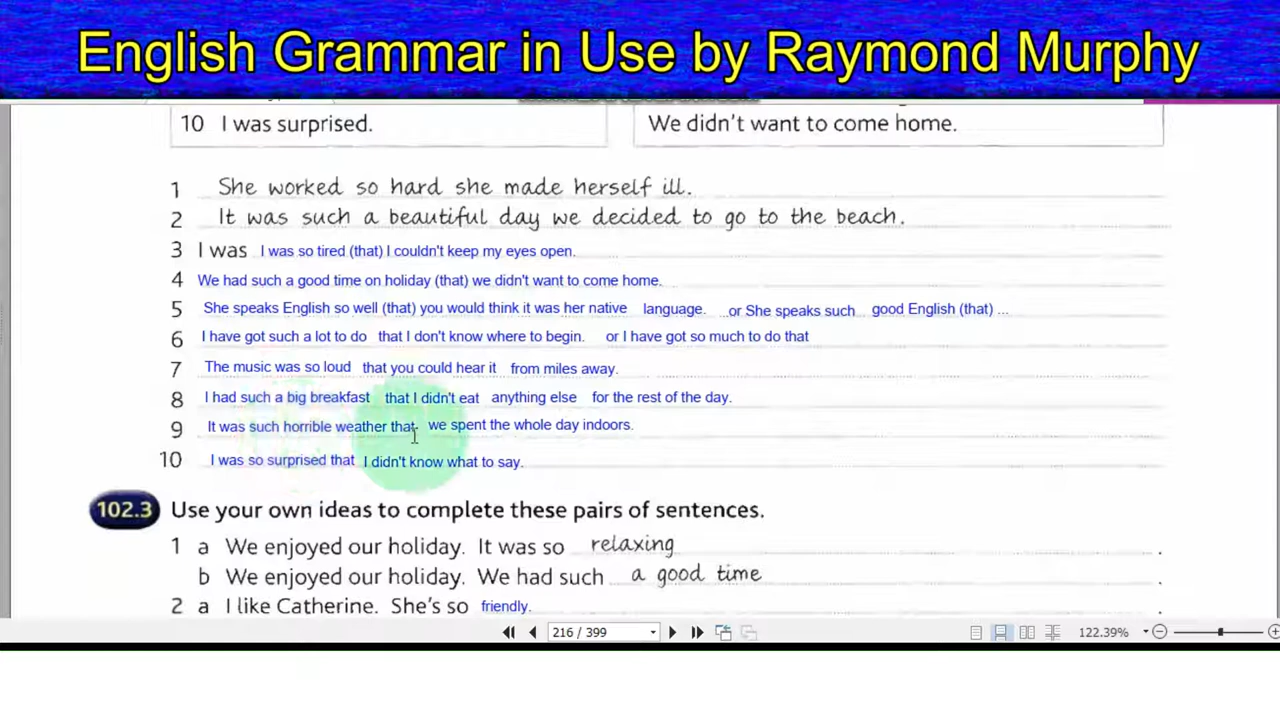 English Grammar in Use by Raymond Murphy
10 I was surprised. We didn't want to come home.
1 She worked so hard she made herself ill.
2 It was such a beautiful day we decided to go to the beach.
3 I was I was so tired (that) I couldn't keep my eyes open.
4 We had such a good time on holiday (that) we didn't want to come home.
5 She speaks English so well (that) you would think it was her native language. or She speaks such good English (that) ...
6 I have got such a lot to do that I don't know where to begin. or I have got so much to do that
7 The music was so loud that you could hear it from miles away.
8 I had such a big breakfast that I didn't eat anything else for the rest of the day.
9 It was such horrible weather that we spent the whole day indoors.
10 I was so surprised that I didn't know what to say.
102.3 Use your own ideas to complete these pairs of sentences.
1 a We enjoyed our holiday. It was so relaxing .
b We enjoyed our holiday. We had such a good time .
2 a I like Catherine. She's so friendly. .
216 / 399 122.39%